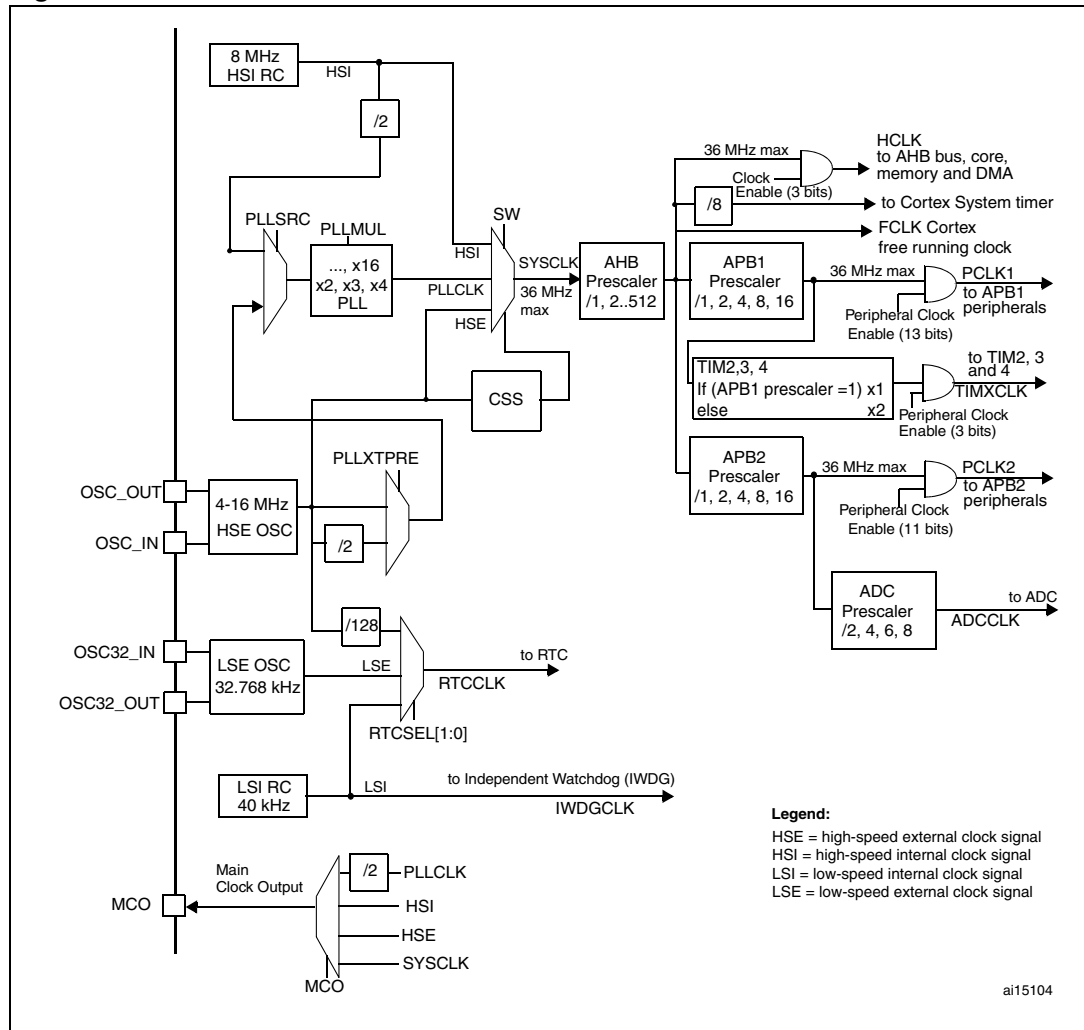 8 MHz
HSI RC
HSI
/2
PLLSRC
PLLMUL
..., x16
x2, x3, x4
PLL
SW
HSI
PLLCLK
HSE
SYSCLK
36 MHz
max
AHB
Prescaler
/1, 2..512
CSS
36 MHz max
Clock
Enable (3 bits)
HCLK
to AHB bus, core,
memory and DMA
/8
to Cortex System timer
FCLK Cortex
free running clock
APB1
Prescaler
/1, 2, 4, 8, 16
36 MHz max
PCLK1
to APB1
peripherals
Peripheral Clock
Enable (13 bits)
TIM2,3, 4
If (APB1 prescaler =1) x1
else x2
to TIM2, 3
and 4
TIMXCLK
Peripheral Clock
Enable (3 bits)
APB2
Prescaler
/1, 2, 4, 8, 16
36 MHz max
PCLK2
to APB2
peripherals
Peripheral Clock
Enable (11 bits)
ADC
Prescaler
/2, 4, 6, 8
to ADC
ADCCLK
PLLXTPRE
OSC_OUT
OSC_IN
4-16 MHz
HSE OSC
/2
/128
OSC32_IN
OSC32_OUT
LSE OSC
32.768 kHz
LSE
to RTC
RTCCLK
RTCSEL[1:0]
LSI RC
40 kHz
LSI
to Independent Watchdog (IWDG)
IWDGCLK
Main
Clock Output
MCO
/2
PLLCLK
HSI
HSE
SYSCLK
MCO
Legend:
HSE = high-speed external clock signal
HSI = high-speed internal clock signal
LSI = low-speed internal clock signal
LSE = low-speed external clock signal
ai15104